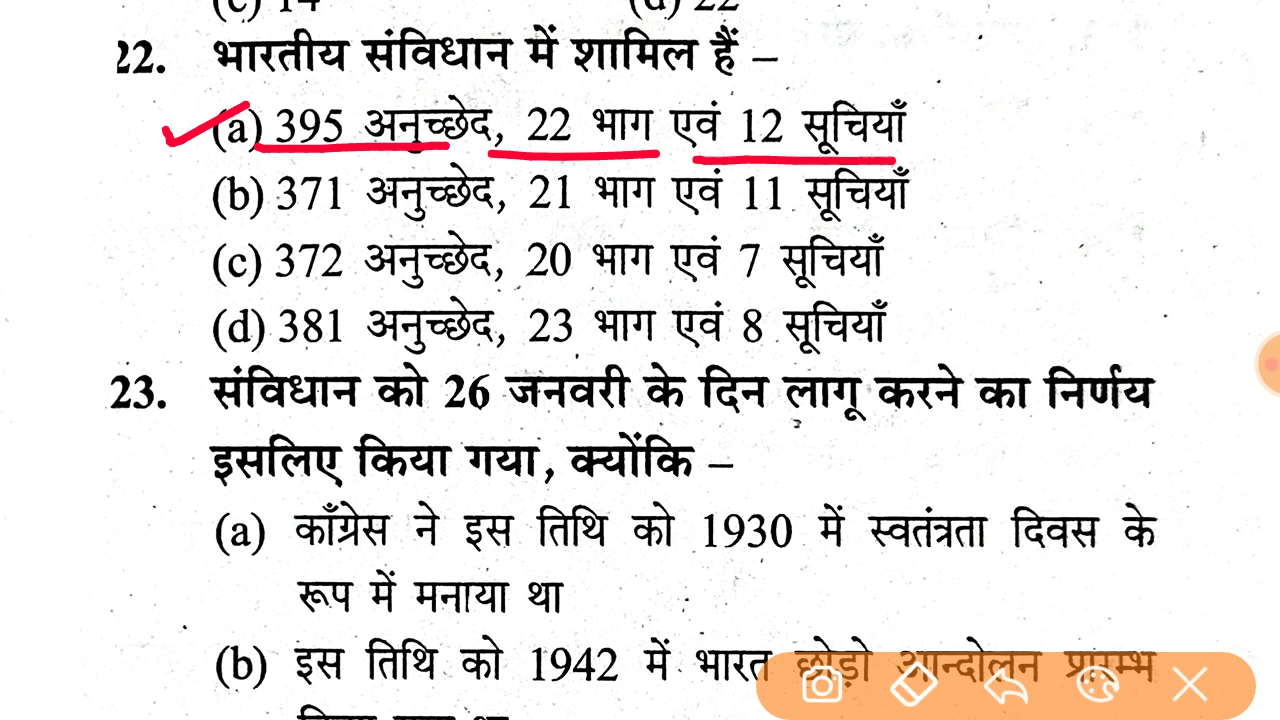 (c) 14 (d) 22
22. भारतीय संविधान में शामिल हैं –
(a) 395 अनुच्छेद, 22 भाग एवं 12 सूचियाँ
(b) 371 अनुच्छेद, 21 भाग एवं 11 सूचियाँ
(c) 372 अनुच्छेद, 20 भाग एवं 7 सूचियाँ
(d) 381 अनुच्छेद, 23 भाग एवं 8 सूचियाँ
23. संविधान को 26 जनवरी के दिन लागू करने का निर्णय
इसलिए किया गया, क्योंकि –
(a) काँग्रेस ने इस तिथि को 1930 में स्वतंत्रता दिवस के
रूप में मनाया था
(b) इस तिथि को 1942 में भारत छोड़ो आन्दोलन प्रारम्भ